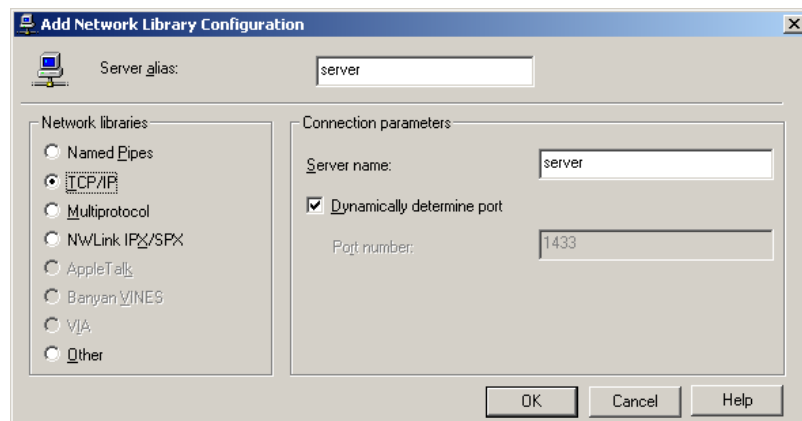 Add Network Library Configuration
Server alias:
server
Network libraries
Named Pipes
TCP/IP
Multiprotocol
NWLink IPX/SPX
AppleTalk
Banyan VINES
VIA
Other
Connection parameters
Server name:
server
Dynamically determine port
Port number:
1433
OK
Cancel
Help